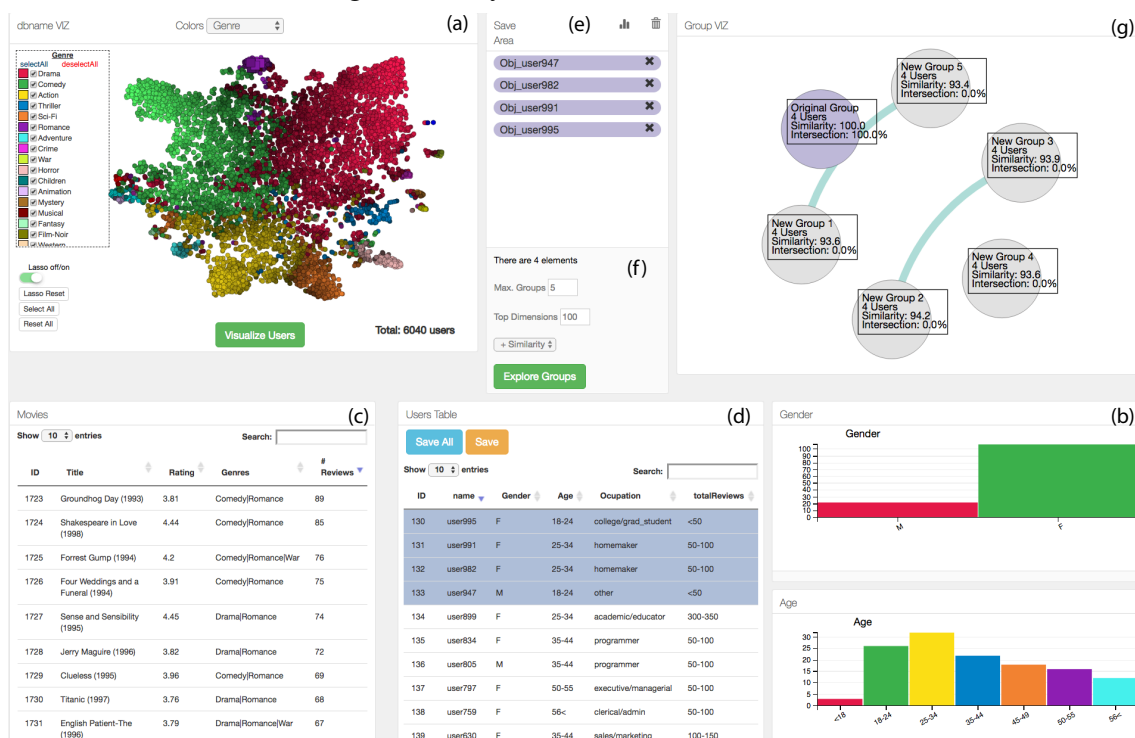 dbname VIZ
Colors Genre
(a)
Genre
selectAll deselectAll
Drama
Comedy
Action
Thriller
Sci-Fi
Romance
Adventure
Crime
War
Horror
Children
Animation
Mystery
Musical
Fantasy
Film-Noir
Western
Lasso off/on
Lasso Reset
Select All
Reset All
Visualize Users
Total: 6040 users
Save
Area
(e)
Obj_user947
Obj_user982
Obj_user991
Obj_user995
There are 4 elements
(f)
Max. Groups 5
Top Dimensions 100
+ Similarity
Explore Groups
Group VIZ
(g)
New Group 5
4 Users
Similarity: 93.4
Intersection: 0.0%
Original Group
4 Users
Similarity: 100.0
Intersection: 100.0%
New Group 3
4 Users
Similarity: 93.9
Intersection: 0.0%
New Group 1
4 Users
Similarity: 93.6
Intersection: 0.0%
New Group 4
4 Users
Similarity: 93.6
Intersection: 0.0%
New Group 2
4 Users
Similarity: 94.2
Intersection: 0.0%
Movies
(c)
Show 10 entries Search:
ID Title Rating Genres # Reviews
1723 Groundhog Day (1993) 3.81 Comedy|Romance 89
1724 Shakespeare in Love (1998) 4.44 Comedy|Romance 85
1725 Forrest Gump (1994) 4.2 Comedy|Romance|War 76
1726 Four Weddings and a Funeral (1994) 3.91 Comedy|Romance 75
1727 Sense and Sensibility (1995) 4.45 Drama|Romance 74
1728 Jerry Maguire (1996) 3.82 Drama|Romance 72
1729 Clueless (1995) 3.96 Comedy|Romance 69
1730 Titanic (1997) 3.76 Drama|Romance 68
1731 English Patient-The (1996) 3.79 Drama|Romance|War 67
Users Table
(d)
Save All Save
Show 10 entries Search:
ID name Gender Age Ocupation totalReviews
130 user995 F 18-24 college/grad_student <50
131 user991 F 25-34 homemaker 50-100
132 user982 F 25-34 homemaker 50-100
133 user947 M 18-24 other <50
134 user899 F 25-34 academic/educator 300-350
135 user834 F 35-44 programmer 50-100
136 user805 M 35-44 programmer 50-100
137 user797 F 50-55 executive/managerial 50-100
138 user759 F 56< clerical/admin 50-100
139 user630 F 35-44 sales/marketing 100-150
Gender
(b)
Gender
100
90
80
70
60
50
40
30
20
10
0
M F
Age
Age
30
25
20
15
10
5
0
<18 18-24 25-34 35-44 45-49 50-55 56<